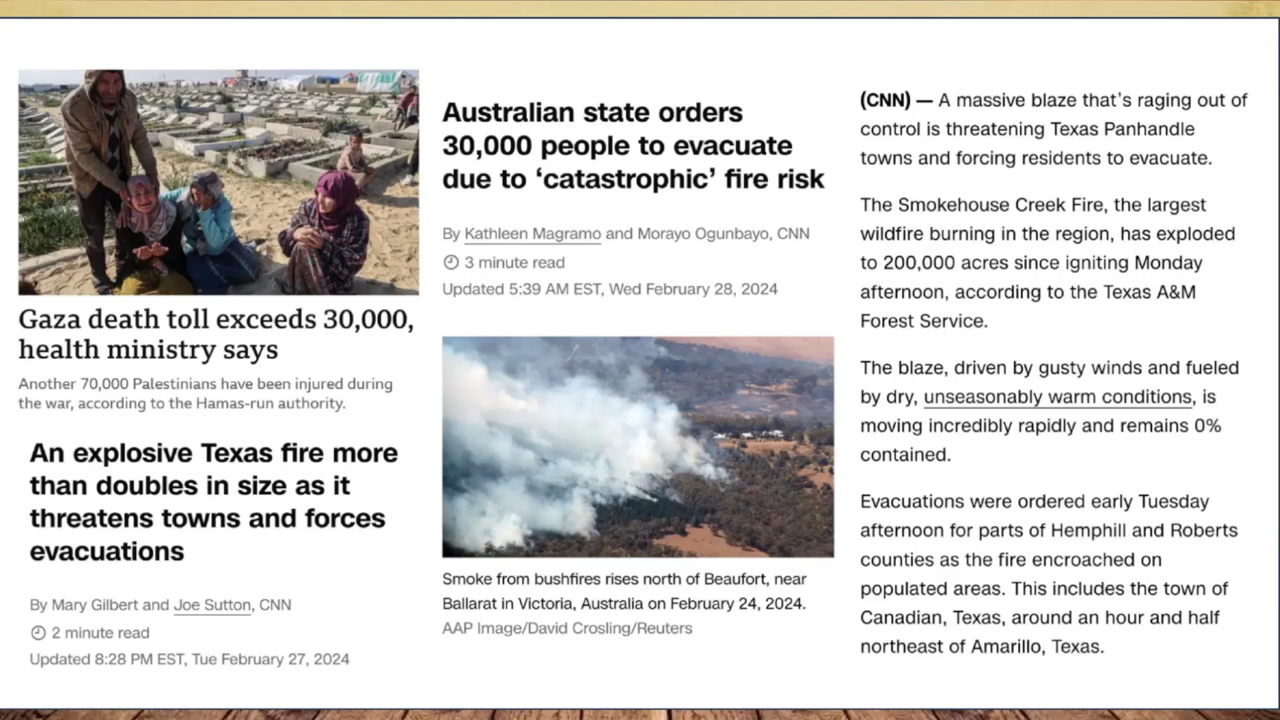 Gaza death toll exceeds 30,000,
health ministry says
Another 70,000 Palestinians have been injured during
the war, according to the Hamas-run authority.
An explosive Texas fire more
than doubles in size as it
threatens towns and forces
evacuations
By Mary Gilbert and Joe Sutton, CNN
2 minute read
Updated 8:28 PM EST, Tue February 27, 2024
Australian state orders
30,000 people to evacuate
due to ‘catastrophic’ fire risk
By Kathleen Magramo and Morayo Ogunbayo, CNN
3 minute read
Updated 5:39 AM EST, Wed February 28, 2024
Smoke from bushfires rises north of Beaufort, near
Ballarat in Victoria, Australia on February 24, 2024.
AAP Image/David Crosling/Reuters
(CNN) — A massive blaze that’s raging out of
control is threatening Texas Panhandle
towns and forcing residents to evacuate.
The Smokehouse Creek Fire, the largest
wildfire burning in the region, has exploded
to 200,000 acres since igniting Monday
afternoon, according to the Texas A&M
Forest Service.
The blaze, driven by gusty winds and fueled
by dry, unseasonably warm conditions, is
moving incredibly rapidly and remains 0%
contained.
Evacuations were ordered early Tuesday
afternoon for parts of Hemphill and Roberts
counties as the fire encroached on
populated areas. This includes the town of
Canadian, Texas, around an hour and half
northeast of Amarillo, Texas.